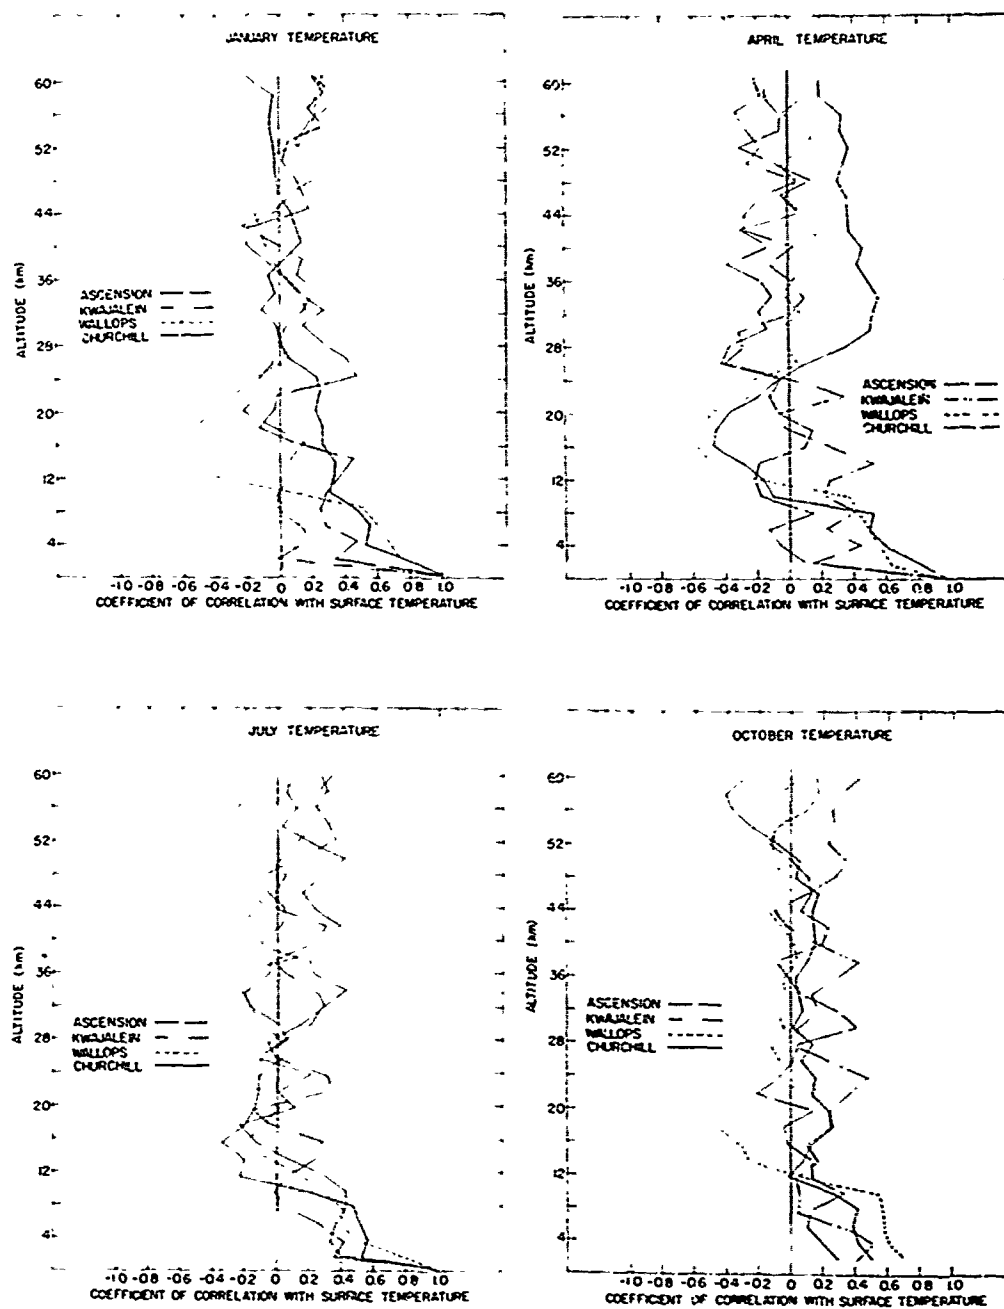 JANUARY TEMPERATURE
60
52
44
36
28
20
12
4
ALTITUDE (km)
ASCENSION
KWAJALEIN
WALLOPS
CHURCHILL
-1.0 -0.8 -0.6 -0.4 -0.2 0 0.2 0.4 0.6 0.8 1.0
COEFFICIENT OF CORRELATION WITH SURFACE TEMPERATURE
APRIL TEMPERATURE
60
52
44
36
28
20
12
4
ALTITUDE (km)
ASCENSION
KWAJALEIN
WALLOPS
CHURCHILL
-1.0 -0.8 -0.6 -0.4 -0.2 0 0.2 0.4 0.6 0.8 1.0
COEFFICIENT OF CORRELATION WITH SURFACE TEMPERATURE
JULY TEMPERATURE
60
52
44
36
28
20
12
4
ALTITUDE (km)
ASCENSION
KWAJALEIN
WALLOPS
CHURCHILL
-1.0 -0.8 -0.6 -0.4 -0.2 0 0.2 0.4 0.6 0.8 1.0
COEFFICIENT OF CORRELATION WITH SURFACE TEMPERATURE
OCTOBER TEMPERATURE
60
52
44
36
28
20
12
4
ALTITUDE (km)
ASCENSION
KWAJALEIN
WALLOPS
CHURCHILL
-1.0 -0.8 -0.6 -0.4 -0.2 0 0.2 0.4 0.6 0.8 1.0
COEFFICIENT OF CORRELATION WITH SURFACE TEMPERATURE